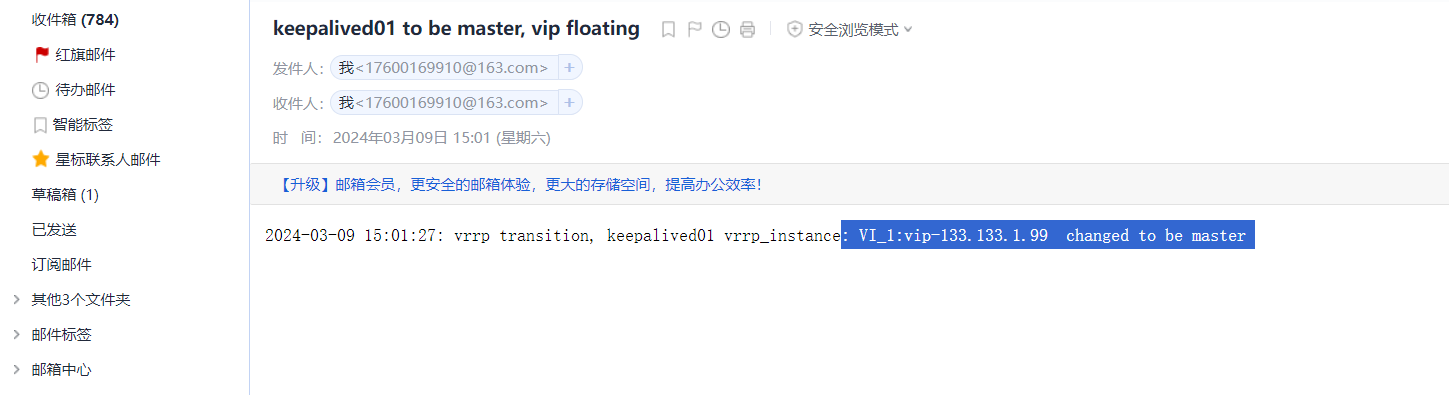 收件箱 (784)
红旗邮件
待办邮件
智能标签
星标联系人邮件
草稿箱 (1)
已发送
订阅邮件
其他3个文件夹
邮件标签
邮箱中心
keepalived01 to be master, vip floating
安全浏览模式
发件人: 我<17600169910@163.com> +
收件人: 我<17600169910@163.com> +
时 间: 2024年03月09日 15:01 (星期六)
【升级】邮箱会员，更安全的邮箱体验，更大的存储空间，提高办公效率！
2024-03-09 15:01:27: vrrp transition, keepalived01 vrrp_instance: VI_1:vip-133.133.1.99  changed to be master